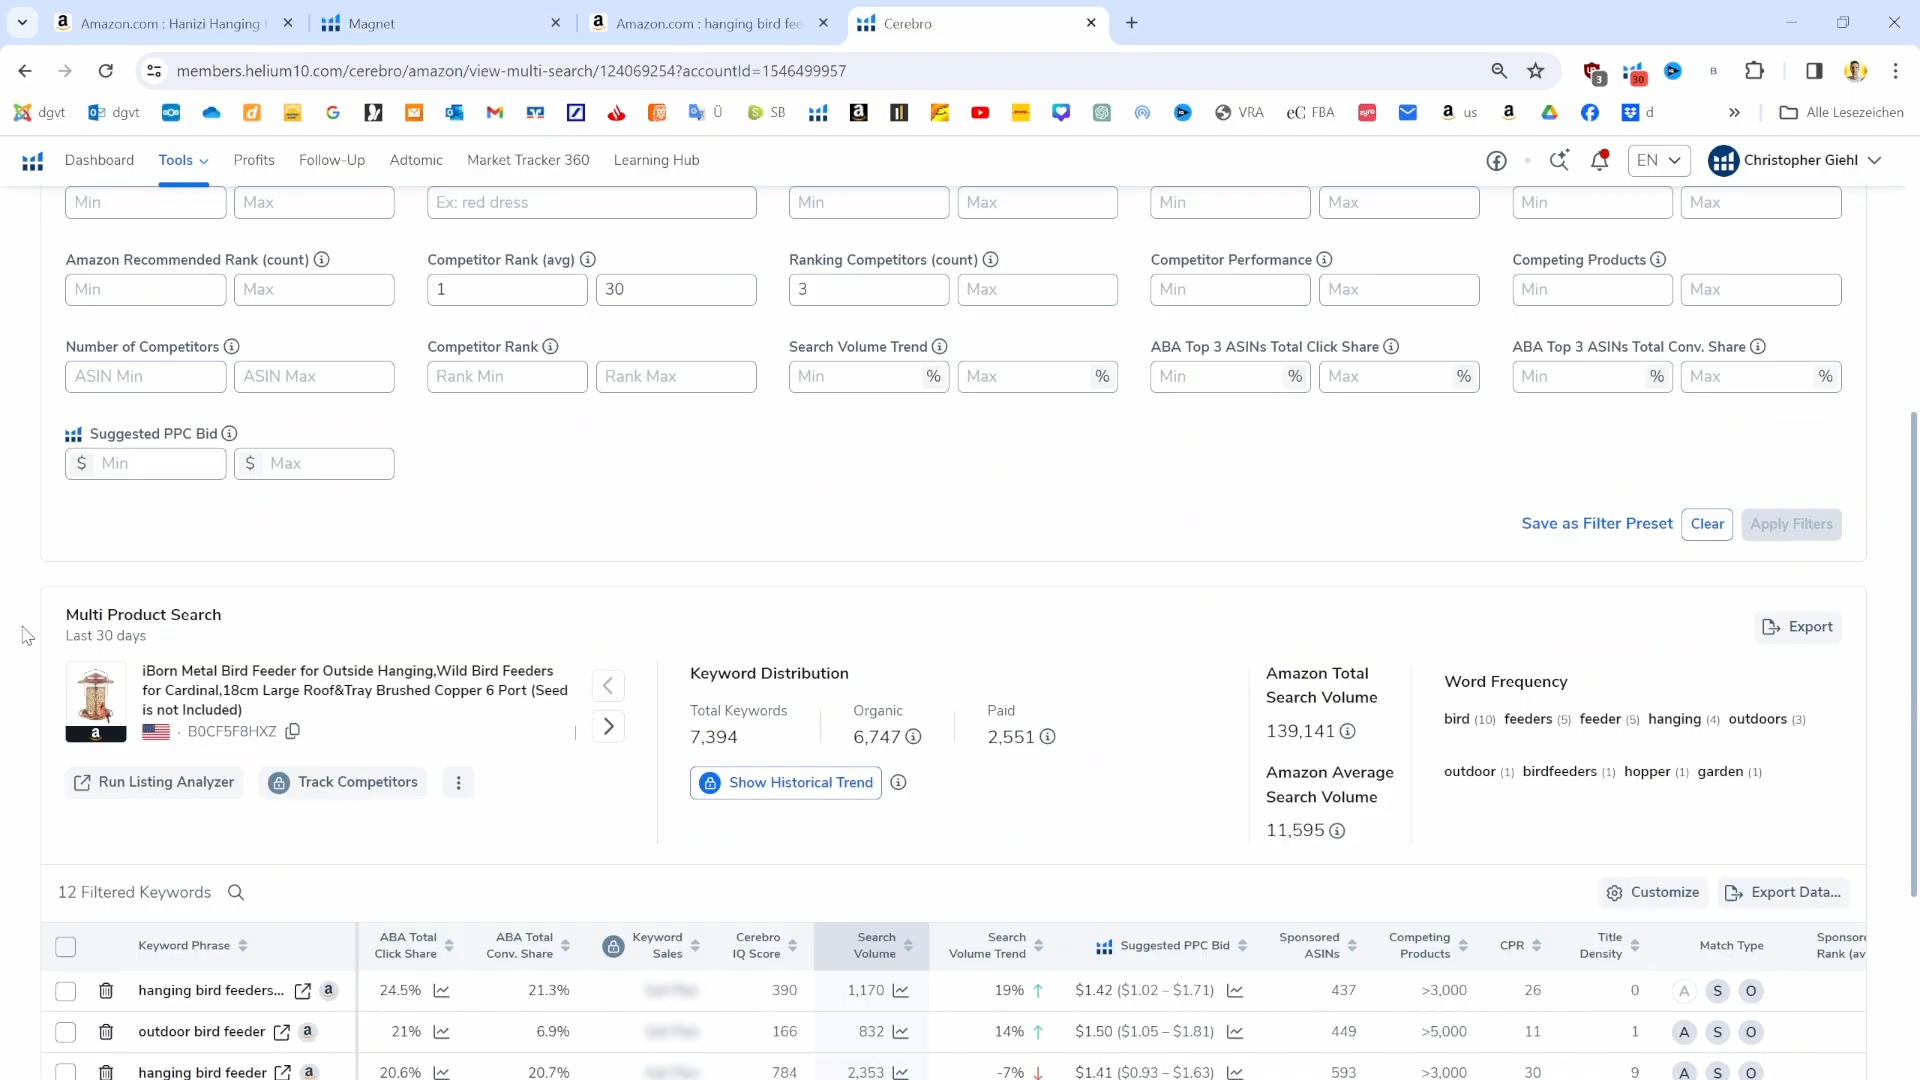 Amazon.com : Hanizi Hanging
Magnet
Amazon.com : hanging bird fee
Cerebro
members.helium10.com/cerebro/amazon/view-multi-search/124069254?accountId=1546499957
3
30
B
dgvt
dgvt
Ü
SB
VRA
eC FBA
zyro
us
d
Alle Lesezeichen
Dashboard
Tools
Profits
Follow-Up
Adtomic
Market Tracker 360
Learning Hub
EN
Christopher Giehl
Min
Max
Ex: red dress
Min
Max
Min
Max
Min
Max
Amazon Recommended Rank (count)
Competitor Rank (avg)
Ranking Competitors (count)
Competitor Performance
Competing Products
Min
Max
1
30
3
Max
Min
Max
Min
Max
Number of Competitors
Competitor Rank
Search Volume Trend
ABA Top 3 ASINs Total Click Share
ABA Top 3 ASINs Total Conv. Share
ASIN Min
ASIN Max
Rank Min
Rank Max
Min %
Max %
Min %
Max %
Min %
Max %
Suggested PPC Bid
$ Min
$ Max
Save as Filter Preset
Clear
Apply Filters
Multi Product Search
Last 30 days
Export
iBorn Metal Bird Feeder for Outside Hanging,Wild Bird Feeders
for Cardinal,18cm Large Roof&Tray Brushed Copper 6 Port (Seed
is not Included)
· B0CF5F8HXZ
Run Listing Analyzer
Track Competitors
Keyword Distribution
Total Keywords
7,394
Organic
6,747
Paid
2,551
Show Historical Trend
Amazon Total
Search Volume
139,141
Amazon Average
Search Volume
11,595
Word Frequency
bird (10) feeders (5) feeder (5) hanging (4) outdoors (3)
outdoor (1) birdfeeders (1) hopper (1) garden (1)
12 Filtered Keywords
Customize
Export Data...
Keyword Phrase
ABA Total
Click Share
ABA Total
Conv. Share
Keyword
Sales
Cerebro
IQ Score
Search
Volume
Search
Volume Trend
Suggested PPC Bid
Sponsored
ASINs
Competing
Products
CPR
Title
Density
Match Type
Sponsore
Rank (av
hanging bird feeders... 24.5% 21.3% 390 1,170 19% $1.42 ($1.02 – $1.71) 437 >3,000 26 0 A S O
outdoor bird feeder 21% 6.9% 166 832 14% $1.50 ($1.05 – $1.81) 449 >5,000 11 1 A S O
hanging bird feeder 20.6% 20.7% 784 2,353 -7% $1.41 ($0.93 – $1.63) 593 >3,000 30 9 A S O